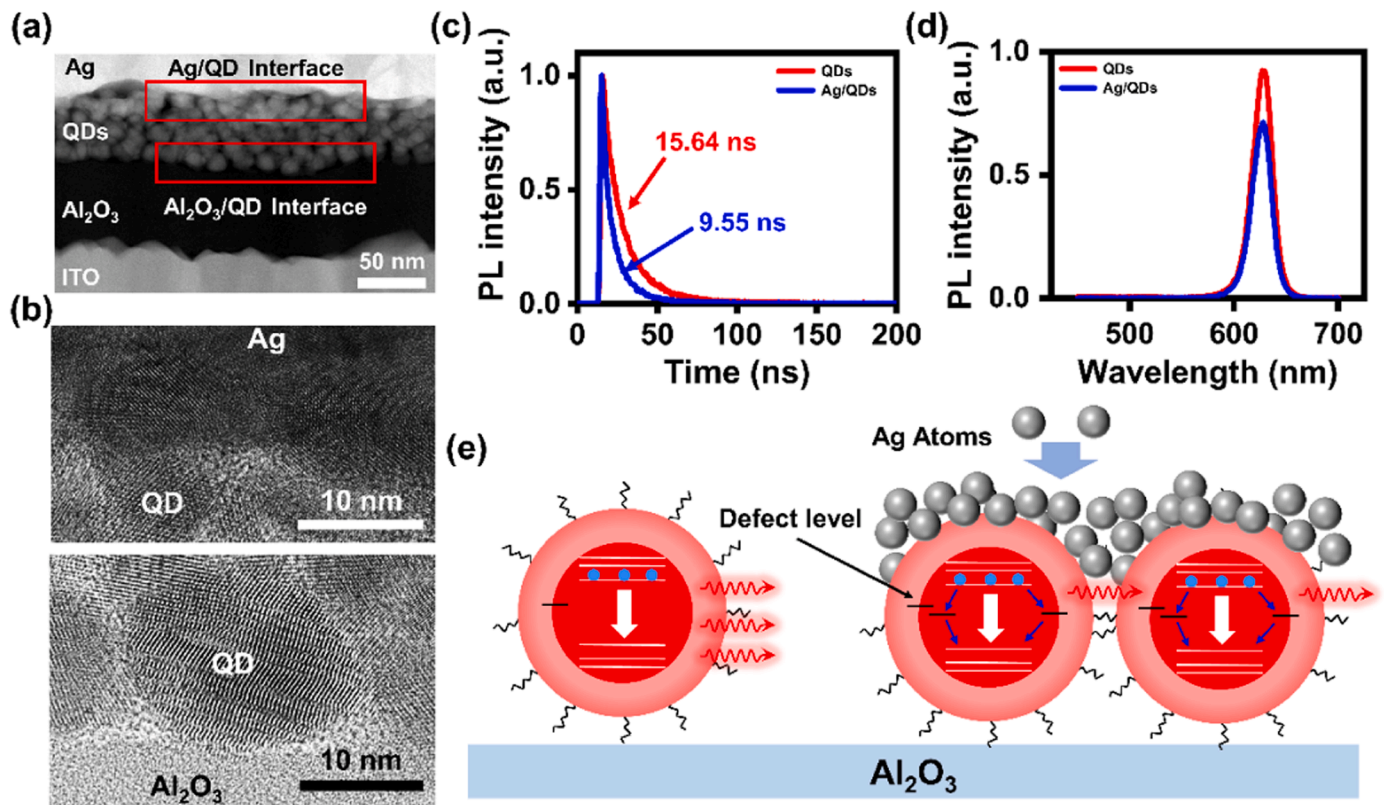 (a)
Ag
Ag/QD Interface
QDs
Al₂O₃
Al₂O₃/QD Interface
ITO
50 nm
(b)
Ag
QD
10 nm
QD
10 nm
Al₂O₃
(c)
PL intensity (a.u.)
1.0
0.5
0.0
QDs
Ag/QDs
15.64 ns
9.55 ns
0
50
100
150
200
Time (ns)
(d)
PL intensity (a.u.)
1.0
0.5
0.0
QDs
Ag/QDs
500
600
700
Wavelength (nm)
(e)
Ag Atoms
Defect level
Al₂O₃